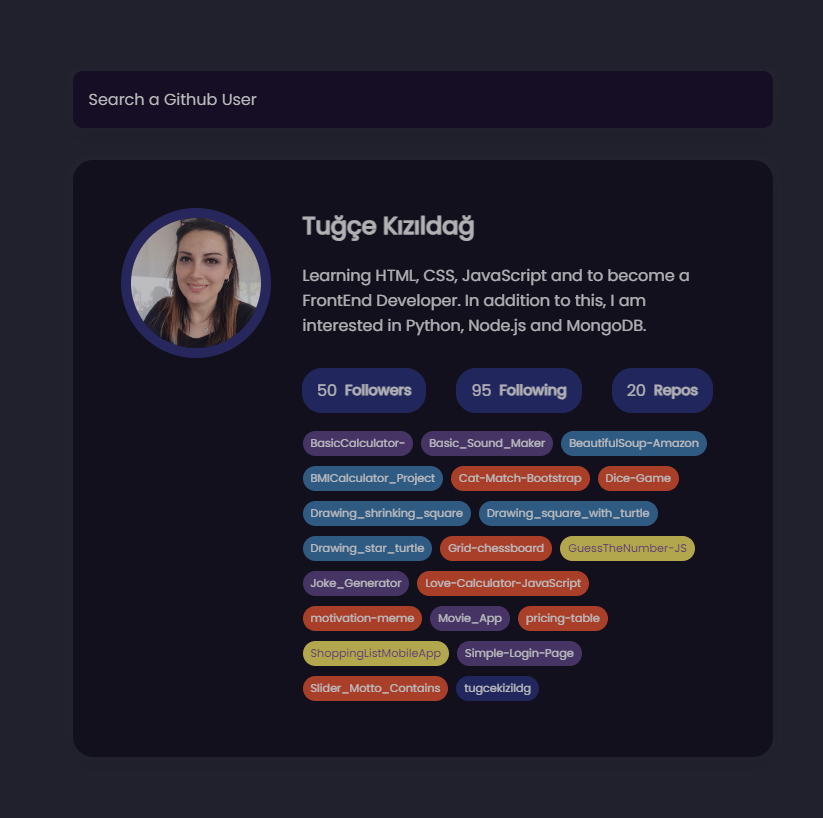 Search a Github User
Tuğçe Kızıldağ
Learning HTML, CSS, JavaScript and to become a
FrontEnd Developer. In addition to this, I am
interested in Python, Node.js and MongoDB.
50 Followers 95 Following 20 Repos
BasicCalculator- Basic_Sound_Maker BeautifulSoup-Amazon
BMICalculator_Project Cat-Match-Bootstrap Dice-Game
Drawing_shrinking_square Drawing_square_with_turtle
Drawing_star_turtle Grid-chessboard GuessTheNumber-JS
Joke_Generator Love-Calculator-JavaScript
motivation-meme Movie_App pricing-table
ShoppingListMobileApp Simple-Login-Page
Slider_Motto_Contains tugcekizildg